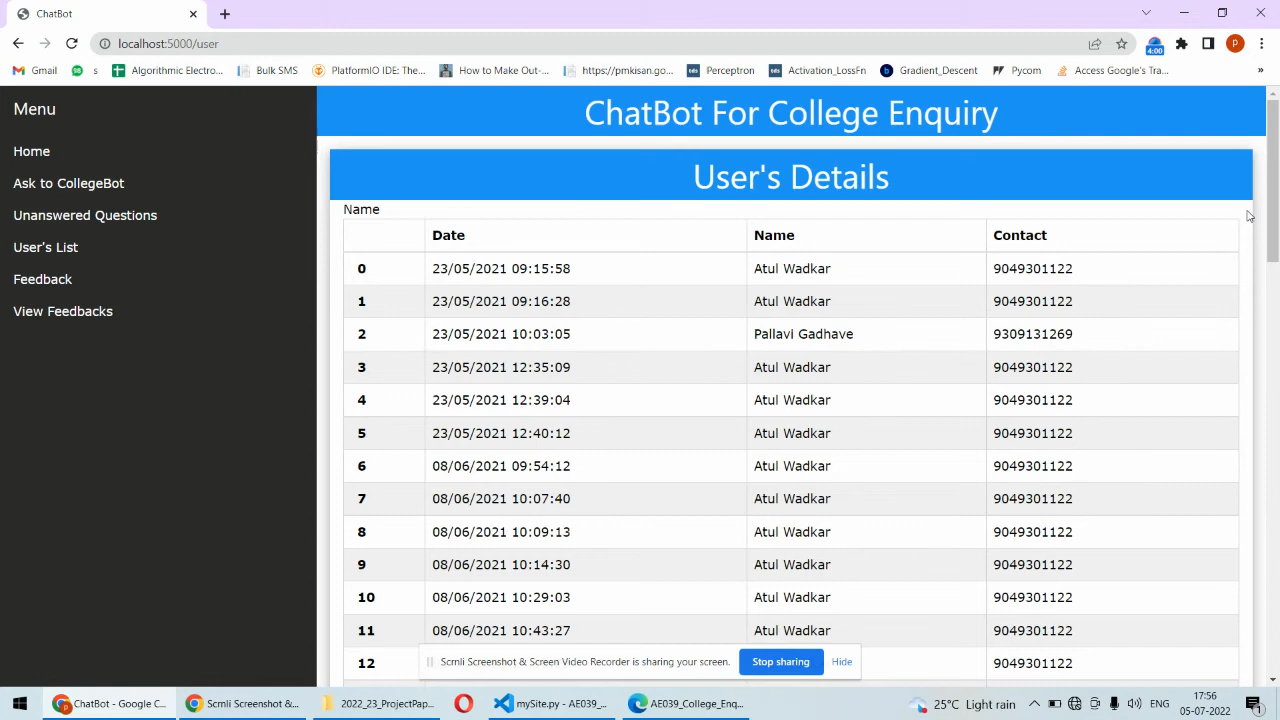 ChatBot
localhost:5000/user
4:00
p
Gmail
98
s
Algorithmic Electro...
Bulk SMS
PlatformIO IDE: The...
How to Make Out-...
https://pmkisan.go...
tds
Perceptron
tds
Activation_LossFn
b
Gradient_Descent
Pycom
Access Google's Tra...
»
Menu
Home
Ask to CollegeBot
Unanswered Questions
User's List
Feedback
View Feedbacks
ChatBot For College Enquiry
User's Details
Name
Date Name Contact
0 23/05/2021 09:15:58 Atul Wadkar 9049301122
1 23/05/2021 09:16:28 Atul Wadkar 9049301122
2 23/05/2021 10:03:05 Pallavi Gadhave 9309131269
3 23/05/2021 12:35:09 Atul Wadkar 9049301122
4 23/05/2021 12:39:04 Atul Wadkar 9049301122
5 23/05/2021 12:40:12 Atul Wadkar 9049301122
6 08/06/2021 09:54:12 Atul Wadkar 9049301122
7 08/06/2021 10:07:40 Atul Wadkar 9049301122
8 08/06/2021 10:09:13 Atul Wadkar 9049301122
9 08/06/2021 10:14:30 Atul Wadkar 9049301122
10 08/06/2021 10:29:03 Atul Wadkar 9049301122
11 08/06/2021 10:43:27 Atul Wadkar 9049301122
12 9049301122
Scrnli Screenshot & Screen Video Recorder is sharing your screen.
Stop sharing
Hide
ChatBot - Google C...
Scrnli Screenshot &...
2022_23_ProjectPap...
mySite.py - AE039_...
AE039_College_Enq...
25°C Light rain
ENG
17:56
05-07-2022
1